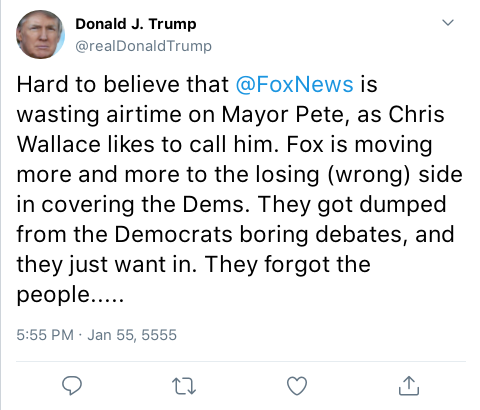 Donald J. Trump
@realDonaldTrump
Hard to believe that @FoxNews is
wasting airtime on Mayor Pete, as Chris
Wallace likes to call him. Fox is moving
more and more to the losing (wrong) side
in covering the Dems. They got dumped
from the Democrats boring debates, and
they just want in. They forgot the
people.....
5:55 PM · Jan 55, 5555